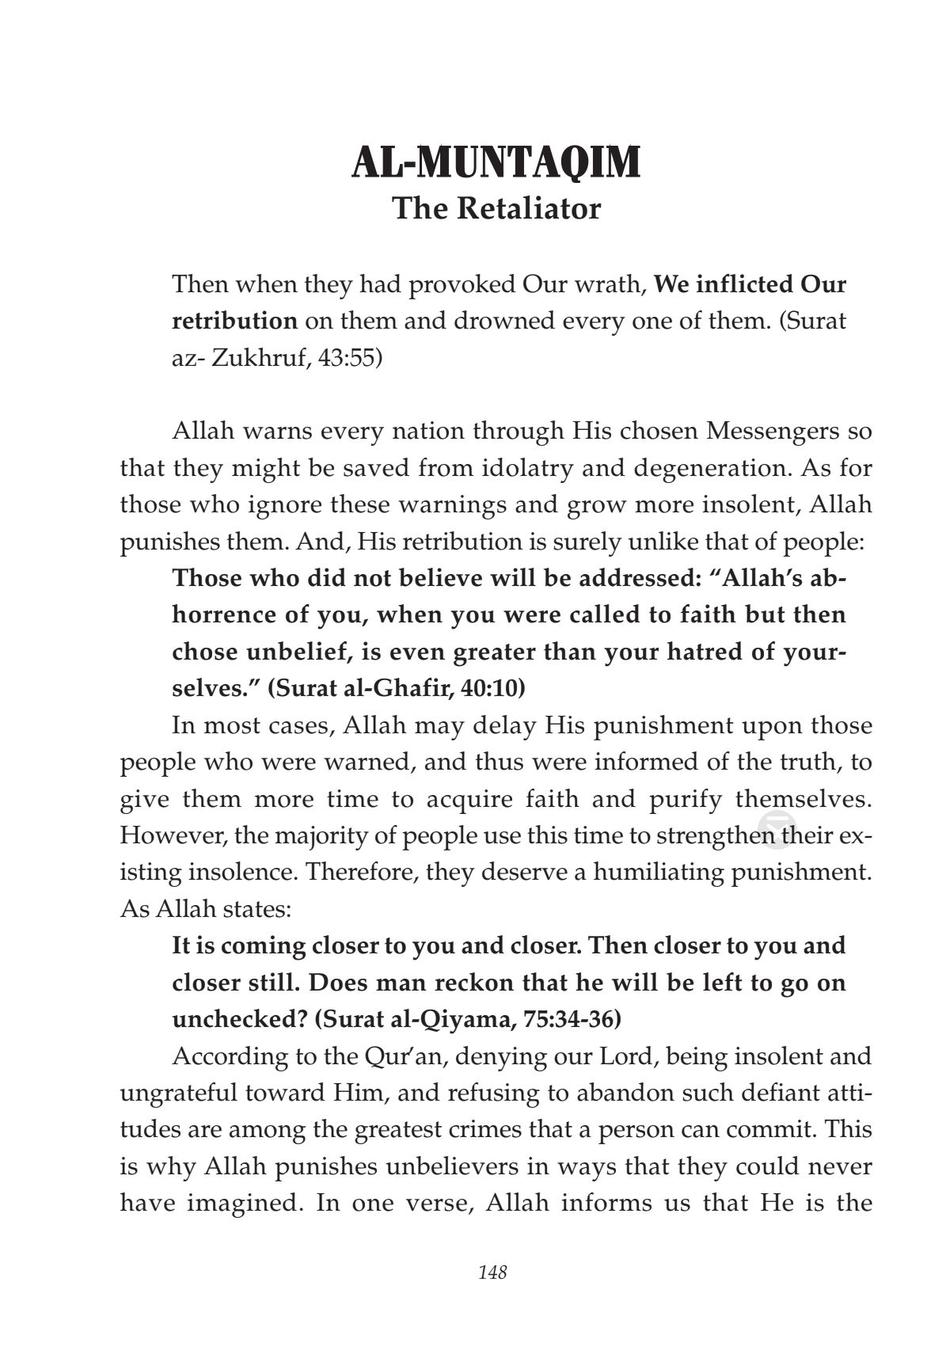 AL-MUNTAQIM
The Retaliator
Then when they had provoked Our wrath, We inflicted Our
retribution on them and drowned every one of them. (Surat
az- Zukhruf, 43:55)
Allah warns every nation through His chosen Messengers so
that they might be saved from idolatry and degeneration. As for
those who ignore these warnings and grow more insolent, Allah
punishes them. And, His retribution is surely unlike that of people:
Those who did not believe will be addressed: “Allah’s ab-
horrence of you, when you were called to faith but then
chose unbelief, is even greater than your hatred of your-
selves.” (Surat al-Ghafir, 40:10)
In most cases, Allah may delay His punishment upon those
people who were warned, and thus were informed of the truth, to
give them more time to acquire faith and purify themselves.
However, the majority of people use this time to strengthen their ex-
isting insolence. Therefore, they deserve a humiliating punishment.
As Allah states:
It is coming closer to you and closer. Then closer to you and
closer still. Does man reckon that he will be left to go on
unchecked? (Surat al-Qiyama, 75:34-36)
According to the Qur’an, denying our Lord, being insolent and
ungrateful toward Him, and refusing to abandon such defiant atti-
tudes are among the greatest crimes that a person can commit. This
is why Allah punishes unbelievers in ways that they could never
have imagined. In one verse, Allah informs us that He is the
148